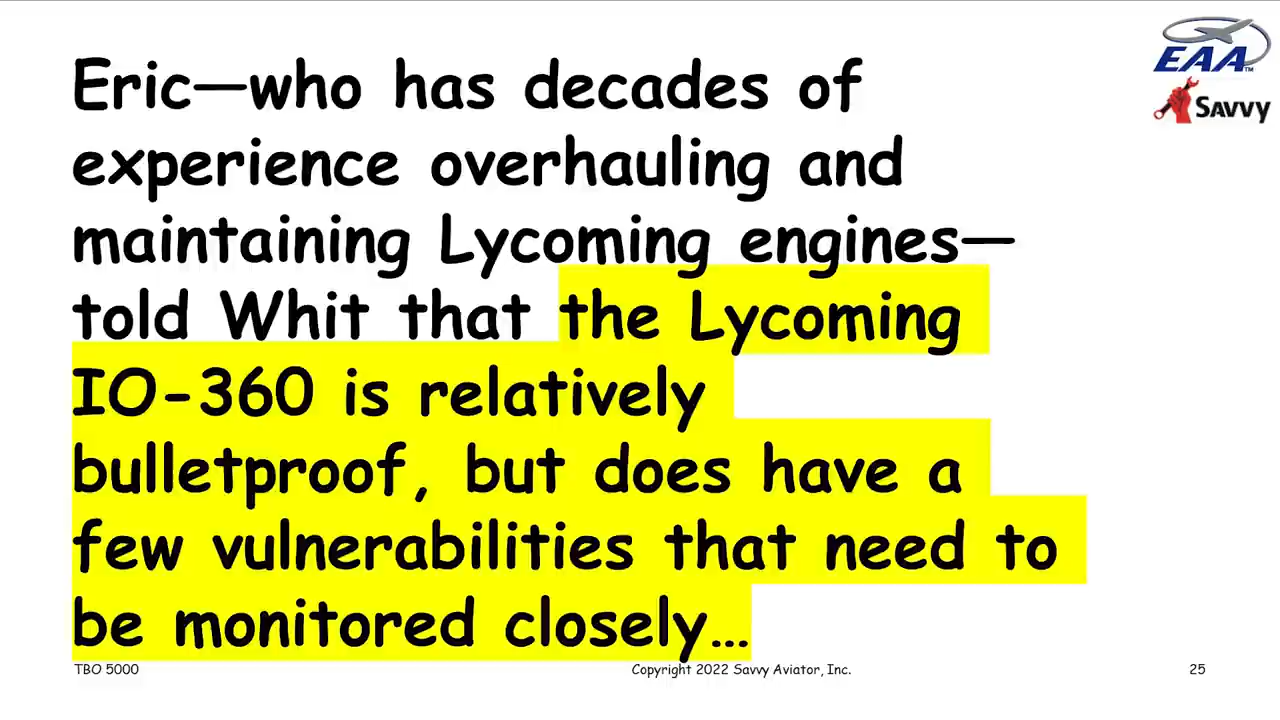 Eric—who has decades of
experience overhauling and
maintaining Lycoming engines—
told Whit that the Lycoming
IO-360 is relatively
bulletproof, but does have a
few vulnerabilities that need to
be monitored closely…
EAA™
SAVVY
TBO 5000
Copyright 2022 Savvy Aviator, Inc.
25